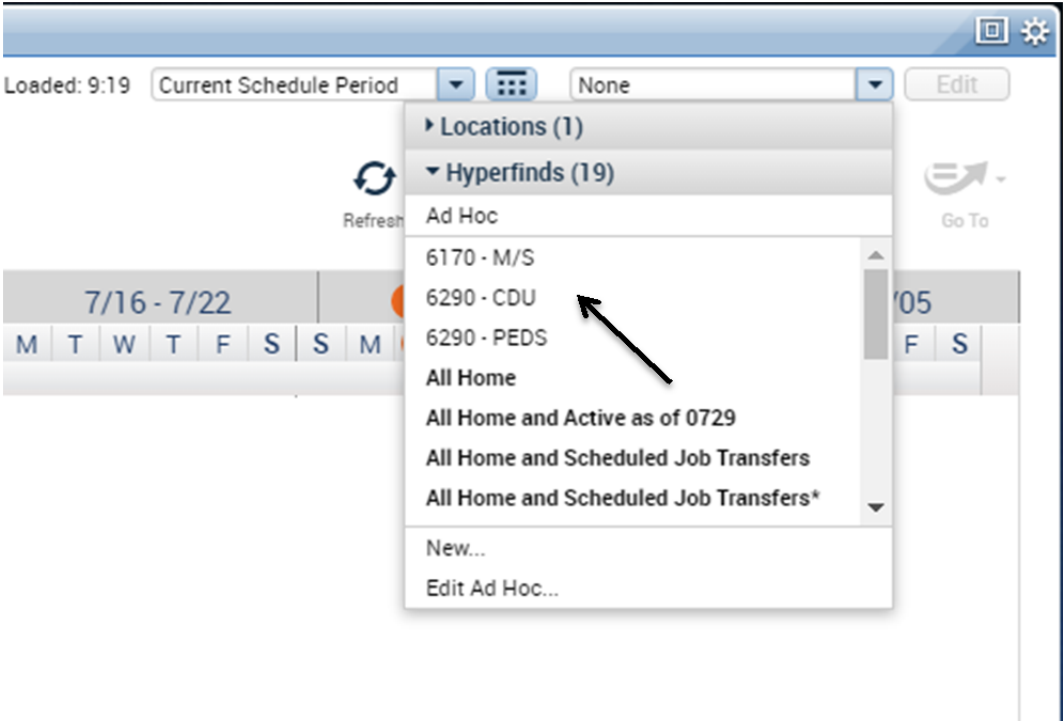 Loaded: 9:19 Current Schedule Period None Edit
Locations (1)
Hyperfinds (19)
Refresh Go To
Ad Hoc
6170 - M/S
6290 - CDU
6290 - PEDS
All Home
All Home and Active as of 0729
All Home and Scheduled Job Transfers
All Home and Scheduled Job Transfers*
New...
Edit Ad Hoc...
7/16 - 7/22 /05
M T W T F S S M F S